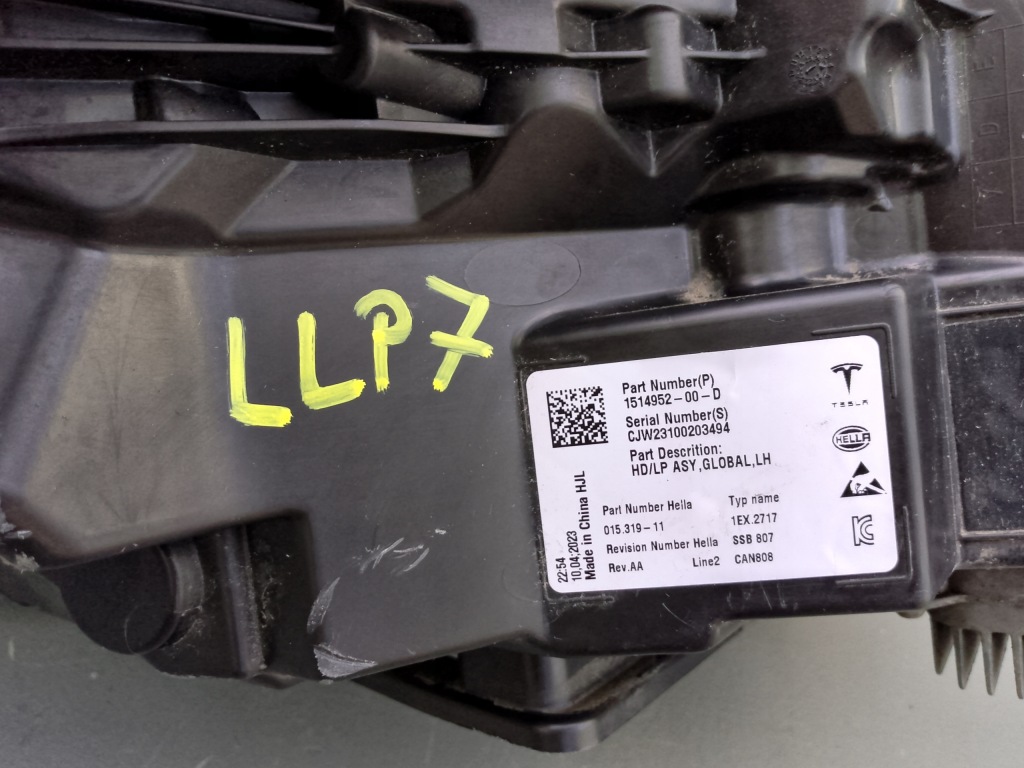 7 D E
LLP7
Part Number(P)
1514952-00-D
Serial Number(S)
CJW23100203494
Part Descrition:
HD/LP ASY,GLOBAL,LH
TESLA
HELLA
Part Number Hella
Typ name
015.319-11
1EX.2717
Revision Number Hella
SSB 807
Rev.AA
Line2
CAN808
22:54
10,04,2023
Made in China HJL